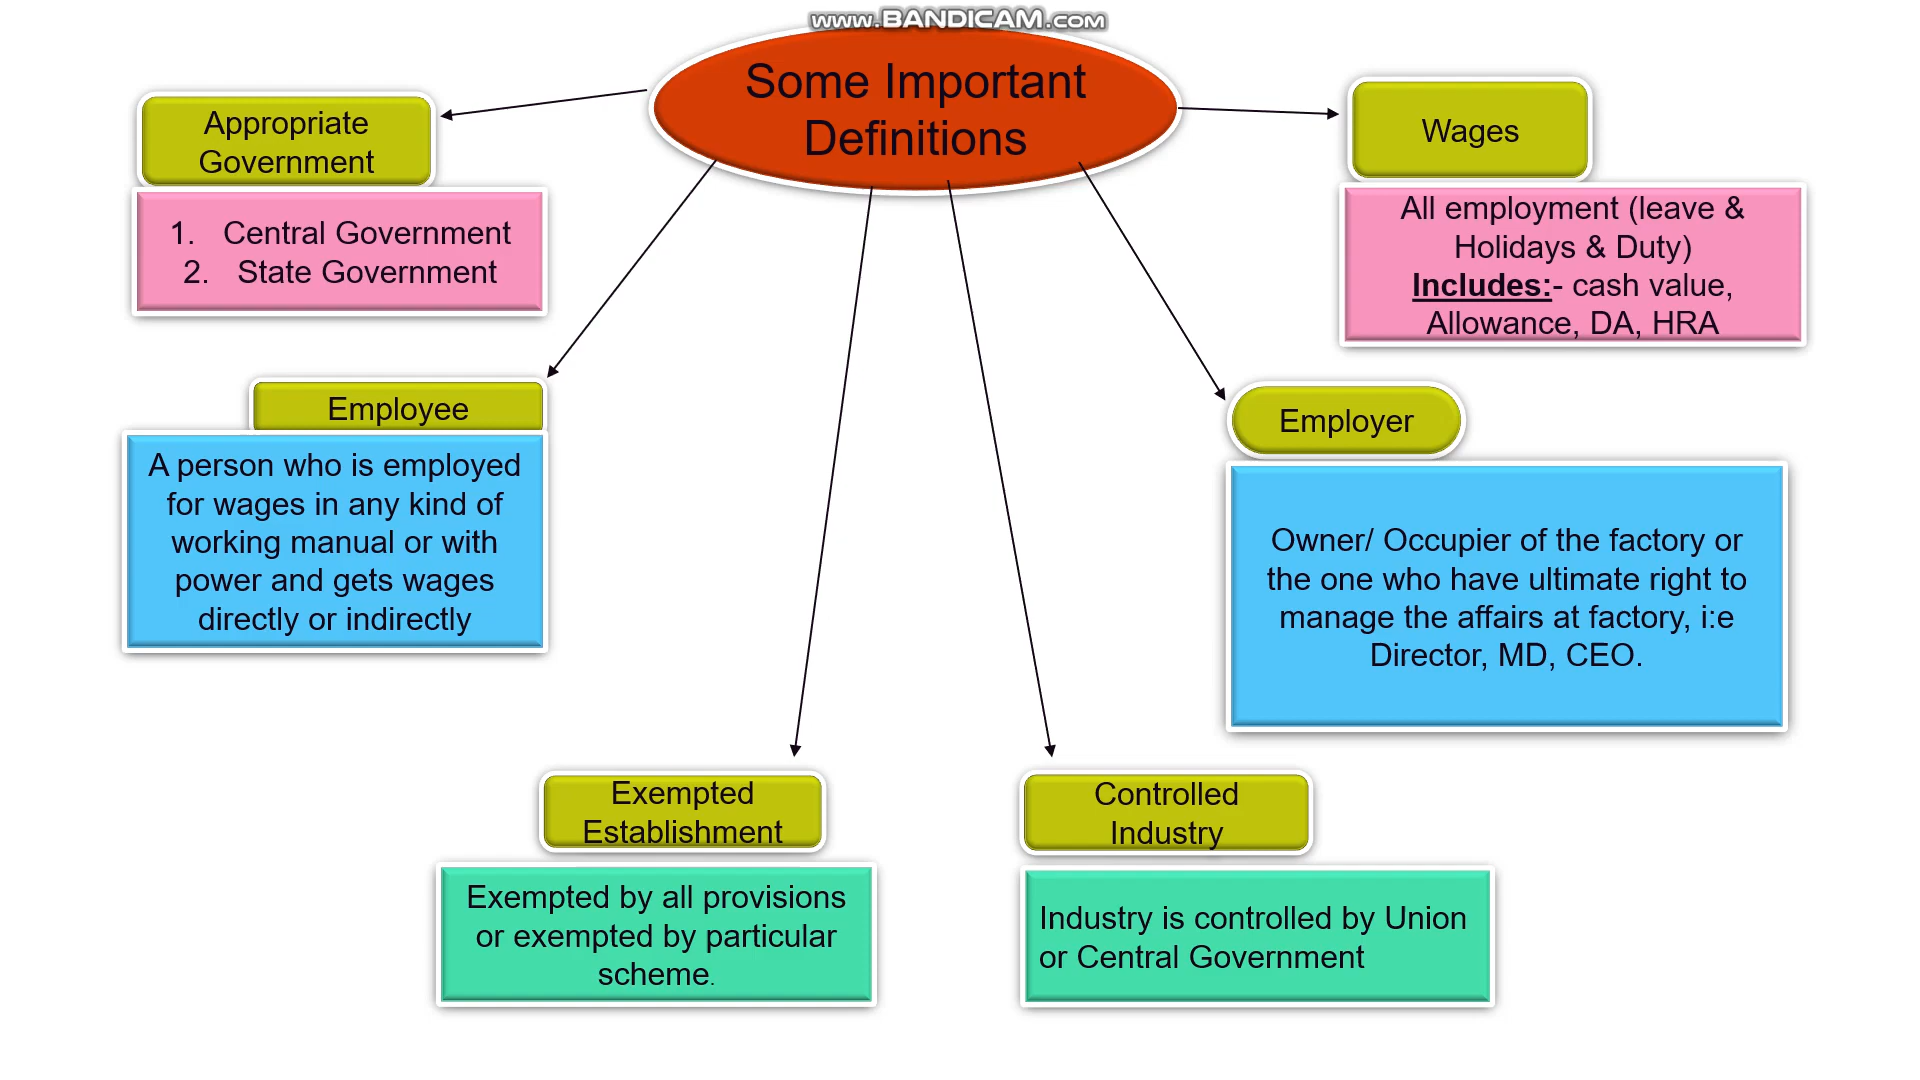 www.BANDICAM.com
Some Important
Definitions
Appropriate
Government
1. Central Government
2. State Government
Wages
All employment (leave &
Holidays & Duty)
Includes:- cash value,
Allowance, DA, HRA
Employee
A person who is employed
for wages in any kind of
working manual or with
power and gets wages
directly or indirectly
Employer
Owner/ Occupier of the factory or
the one who have ultimate right to
manage the affairs at factory, i:e
Director, MD, CEO.
Exempted
Establishment
Exempted by all provisions
or exempted by particular
scheme.
Controlled
Industry
Industry is controlled by Union
or Central Government